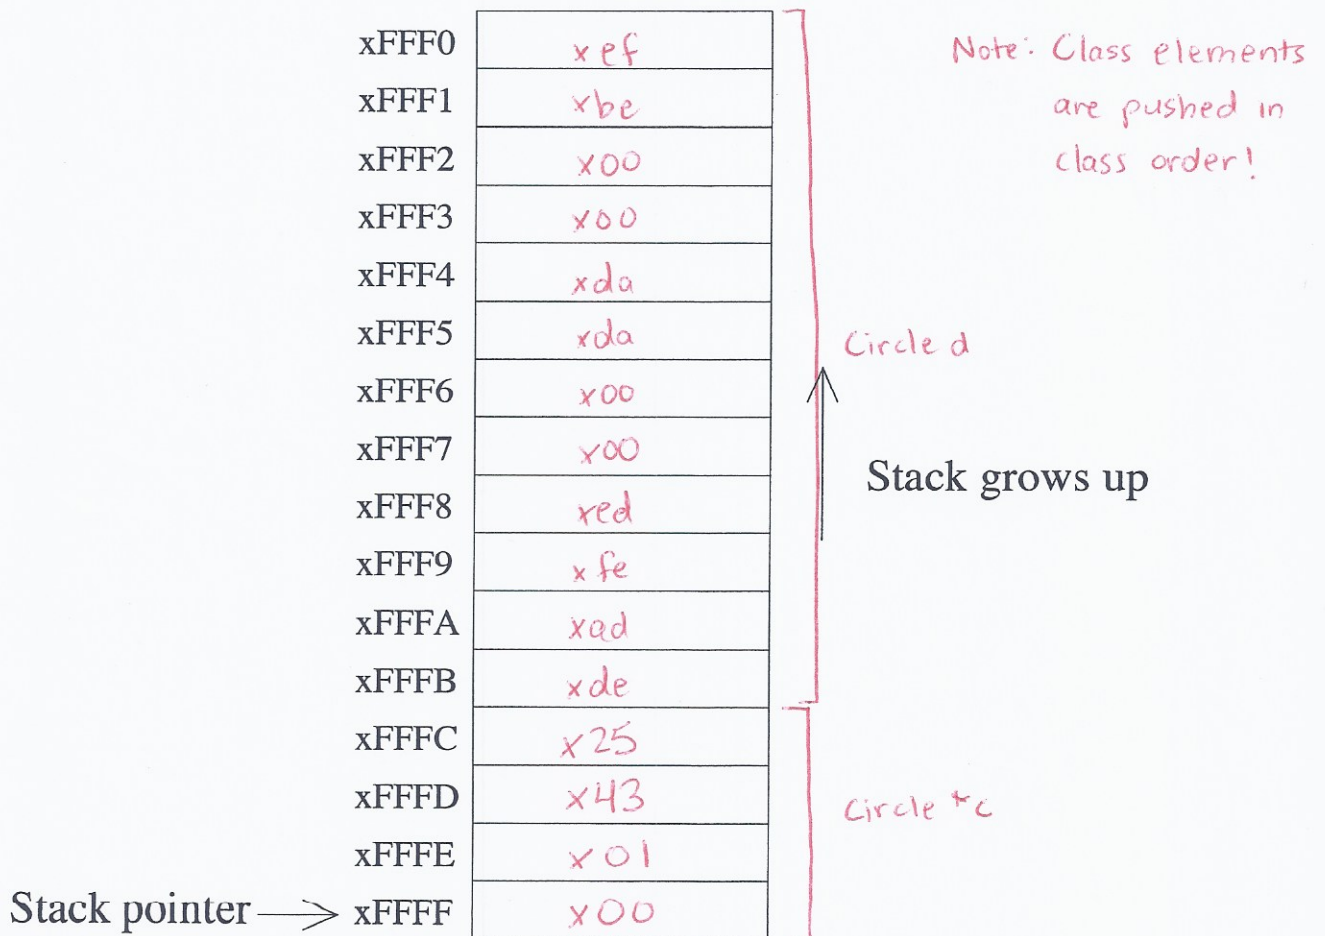 xFFF0 xef
Note: Class elements
xFFF1 xbe
are pushed in
xFFF2 x00
class order!
xFFF3 x00
xFFF4 xda
xFFF5 xda
Circle d
xFFF6 x00
xFFF7 x00
Stack grows up
xFFF8 xed
xFFF9 xfe
xFFFA xad
xFFFB xde
xFFFC x25
xFFFD x43
Circle *c
xFFFE x01
Stack pointer xFFFF x00